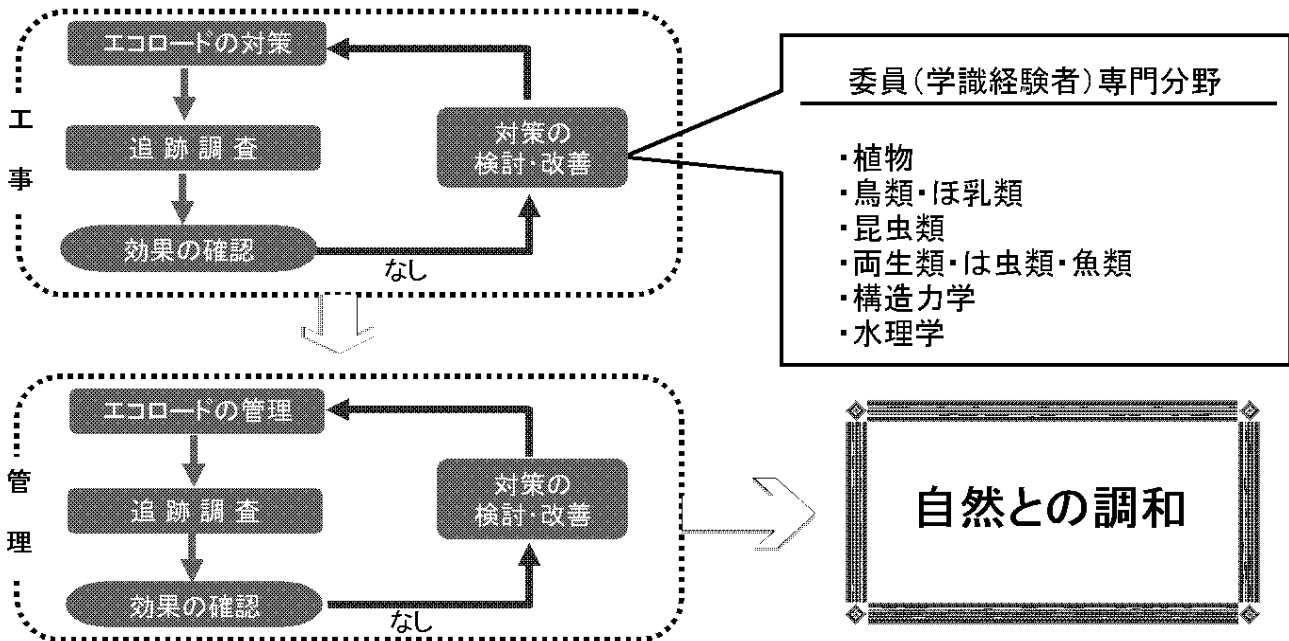 工事
エコロードの対策
追跡調査
効果の確認
なし
対策の
検討・改善
委員(学識経験者)専門分野
・植物
・鳥類・ほ乳類
・昆虫類
・両生類・は虫類・魚類
・構造力学
・水理学
管理
エコロードの管理
追跡調査
効果の確認
なし
対策の
検討・改善
自然との調和